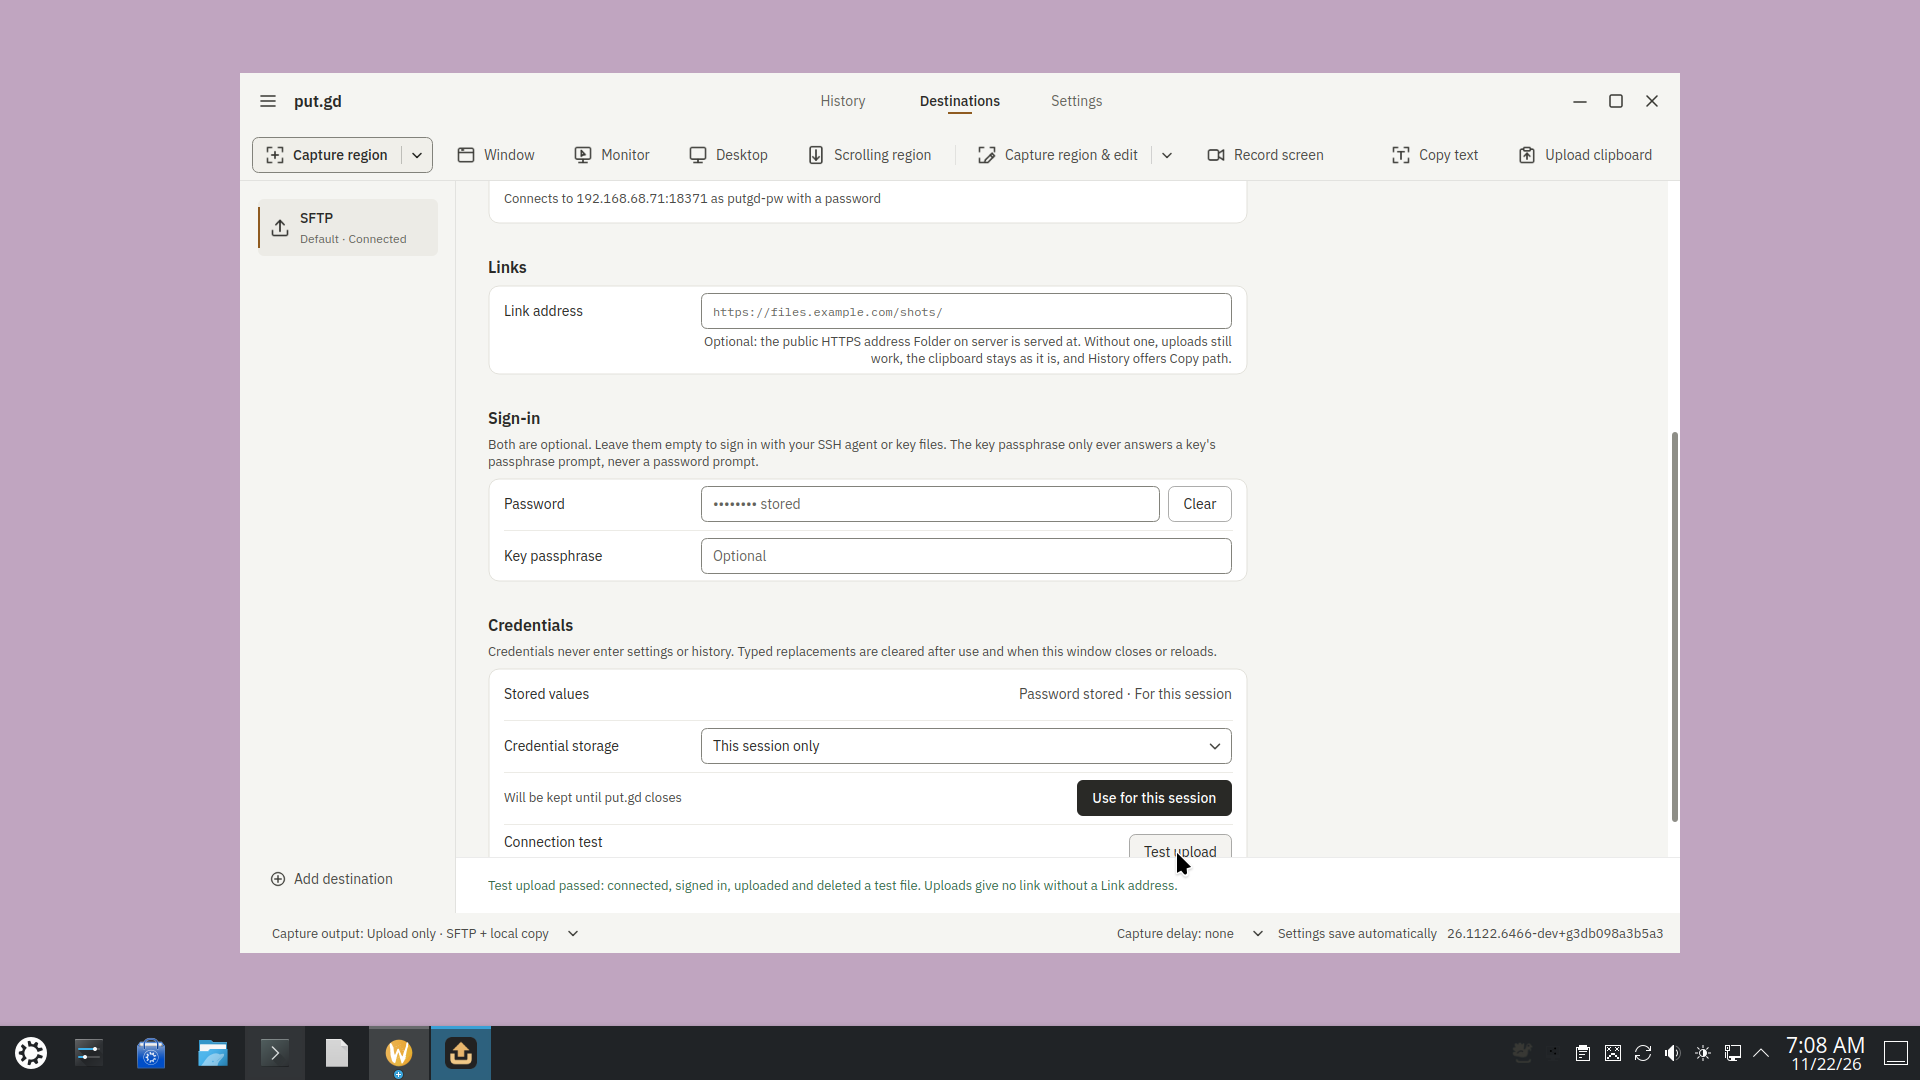 put.gd
History
Destinations
Settings
Capture region
Window
Monitor
Desktop
Scrolling region
Capture region & edit
Record screen
Copy text
Upload clipboard
SFTP
Default · Connected
Add destination
Connects to 192.168.68.71:18371 as putgd-pw with a password
Links
Link address
https://files.example.com/shots/
Optional: the public HTTPS address Folder on server is served at. Without one, uploads still
work, the clipboard stays as it is, and History offers Copy path.
Sign-in
Both are optional. Leave them empty to sign in with your SSH agent or key files. The key passphrase only ever answers a key's
passphrase prompt, never a password prompt.
Password
•••••••• stored
Clear
Key passphrase
Optional
Credentials
Credentials never enter settings or history. Typed replacements are cleared after use and when this window closes or reloads.
Stored values
Password stored · For this session
Credential storage
This session only
Will be kept until put.gd closes
Use for this session
Connection test
Test upload
Test upload passed: connected, signed in, uploaded and deleted a test file. Uploads give no link without a Link address.
Capture output: Upload only · SFTP + local copy
Capture delay: none
Settings save automatically
26.1122.6466-dev+g3db098a3b5a3
W
7:08 AM
11/22/26